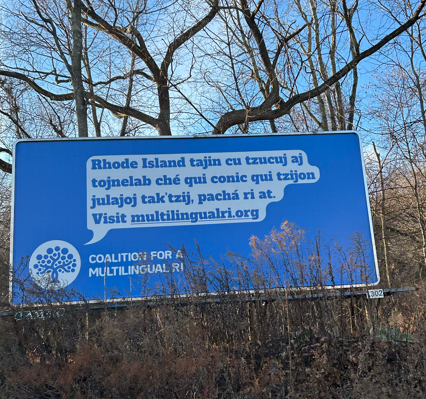 Rhode Island tajin cu tzucuj aj
tojnelab ché qui conic qui tzijon
julajoj tak'tzij, pachá ri at.
Visit multilingualri.org
COALITION FOR A
MULTILINGUAL RI
302